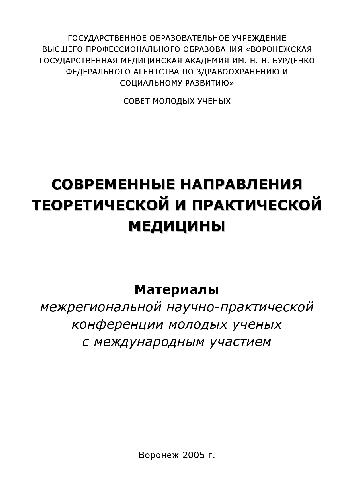 ГОСУДАРСТВЕННОЕ ОБРАЗОВАТЕЛЬНОЕ УЧРЕЖДЕНИЕ
ВЫСШЕГО ПРОФЕССИОНАЛЬНОГО ОБРАЗОВАНИЯ «ВОРОНЕЖСКАЯ
ГОСУДАРСТВЕННАЯ МЕДИЦИНСКАЯ АКАДЕМИЯ ИМ. Н. Н. БУРДЕНКО
ФЕДЕРАЛЬНОГО АГЕНТСТВА ПО ЗДРАВООХРАНЕНИЮ И
СОЦИАЛЬНОМУ РАЗВИТИЮ»
СОВЕТ МОЛОДЫХ УЧЕНЫХ
СОВРЕМЕННЫЕ НАПРАВЛЕНИЯ
ТЕОРЕТИЧЕСКОЙ И ПРАКТИЧЕСКОЙ
МЕДИЦИНЫ
Материалы
межрегиональной научно-практической
конференции молодых ученых
с международным участием
Воронеж 2005 г.